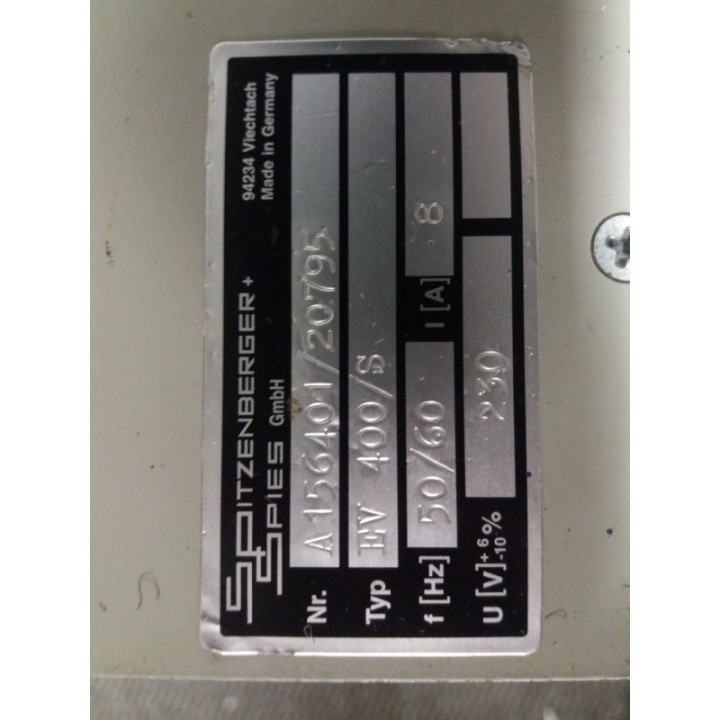 SPITZENBERGER +
SPIES GmbH
94234 Viechtach
Made in Germany
Nr. A 156401/20795
Typ EV 400/S
f [Hz] 50/60 I [A] 8
U [V] +6 -10 % 230